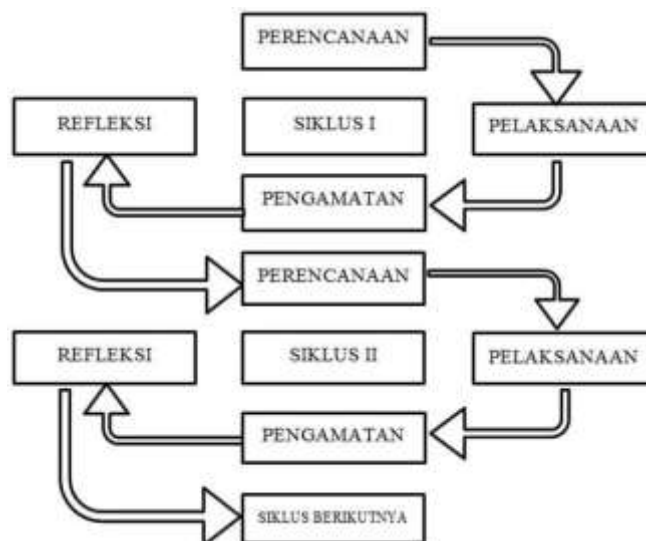 PERENCANAAN
REFLEKSI
SIKLUS I
PELAKSANAAN
PENGAMATAN
PERENCANAAN
REFLEKSI
SIKLUS II
PELAKSANAAN
PENGAMATAN
SIKLUS BERIKUTNYA